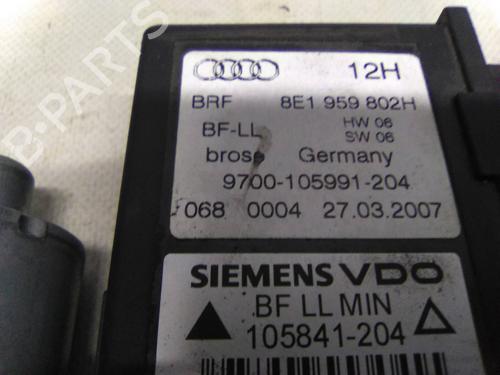 12H
BRF 8E1 959 802H
BF-LL HW 06
SW 06
brose Germany
9700-105991-204
068 0004 27.03.2007
SIEMENS VDO
BF LL MIN
105841-204
B-PARTS